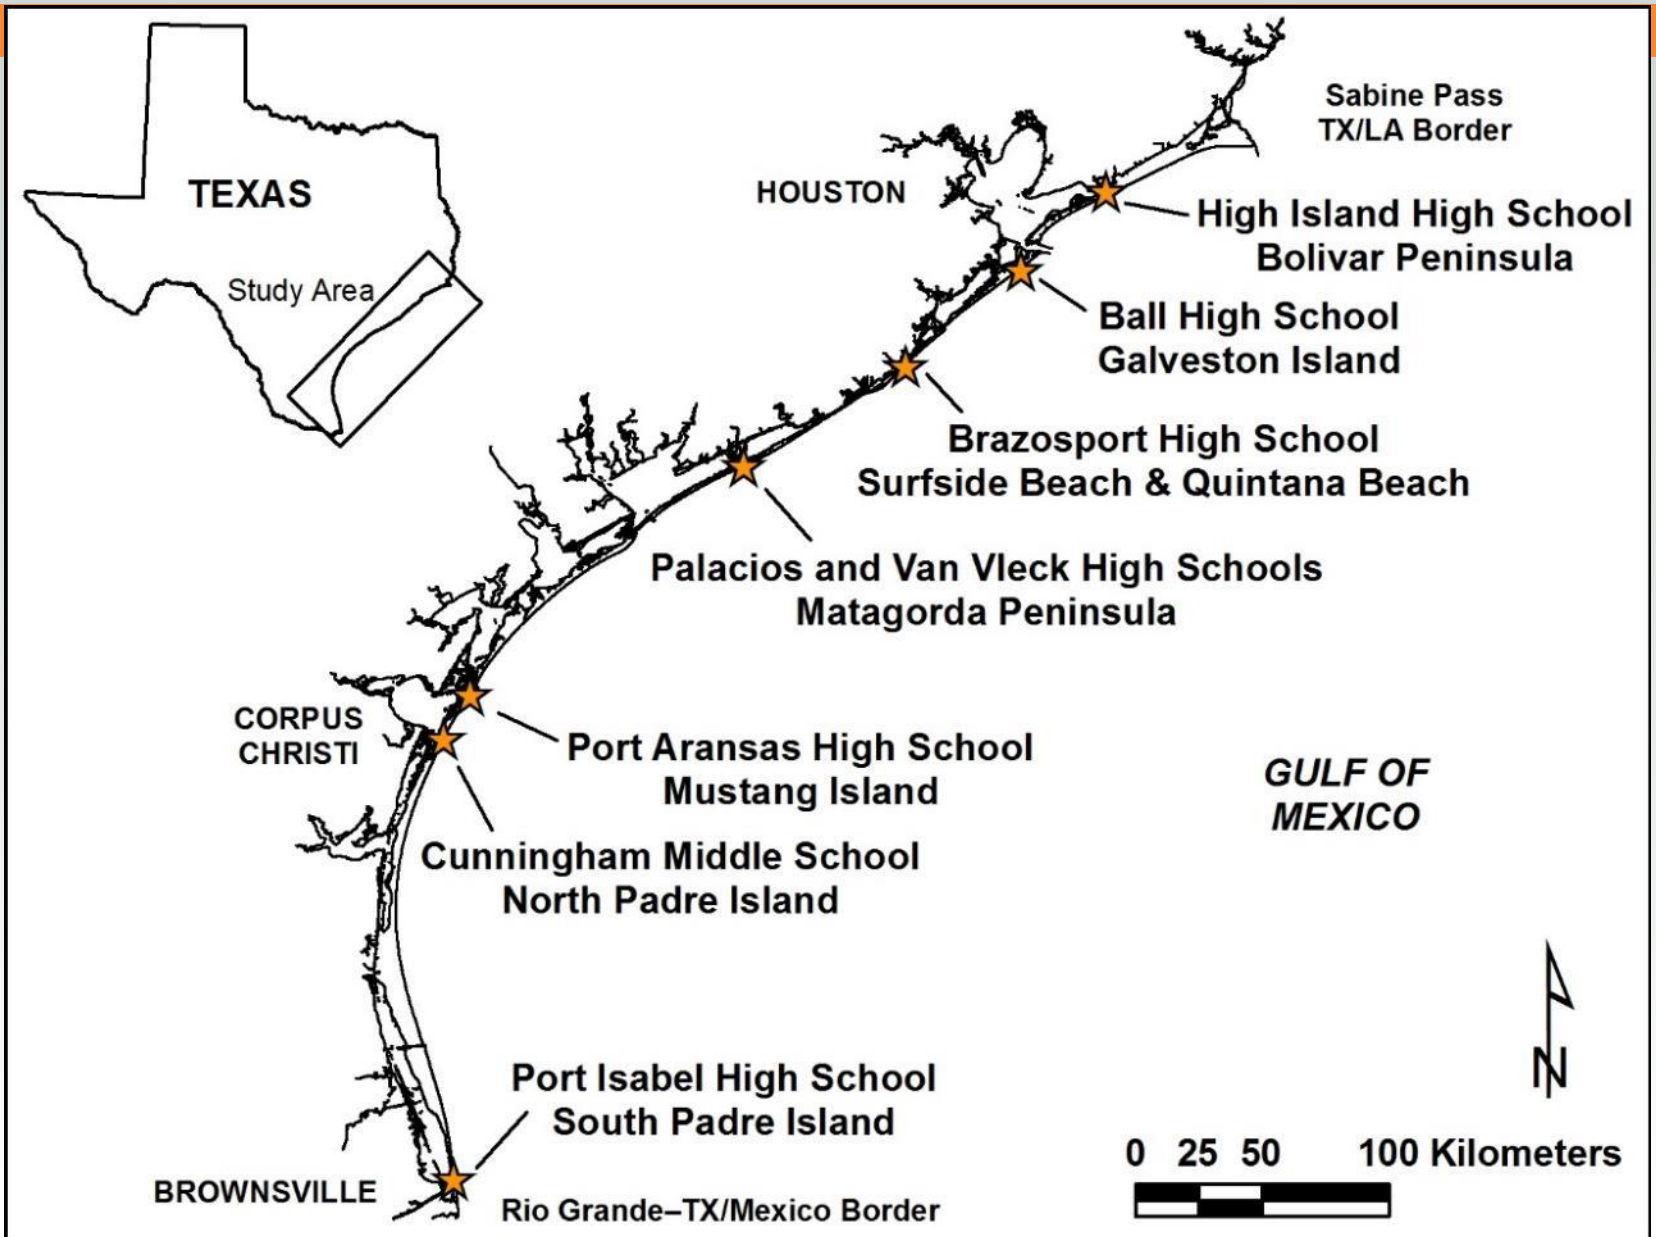 Sabine Pass
TX/LA Border
TEXAS
HOUSTON
High Island High School
Bolivar Peninsula
Study Area
Ball High School
Galveston Island
Brazosport High School
Surfside Beach & Quintana Beach
Palacios and Van Vleck High Schools
Matagorda Peninsula
CORPUS
CHRISTI
Port Aransas High School
Mustang Island
GULF OF
MEXICO
Cunningham Middle School
North Padre Island
N
Port Isabel High School
South Padre Island
0 25 50 100 Kilometers
BROWNSVILLE
Rio Grande–TX/Mexico Border